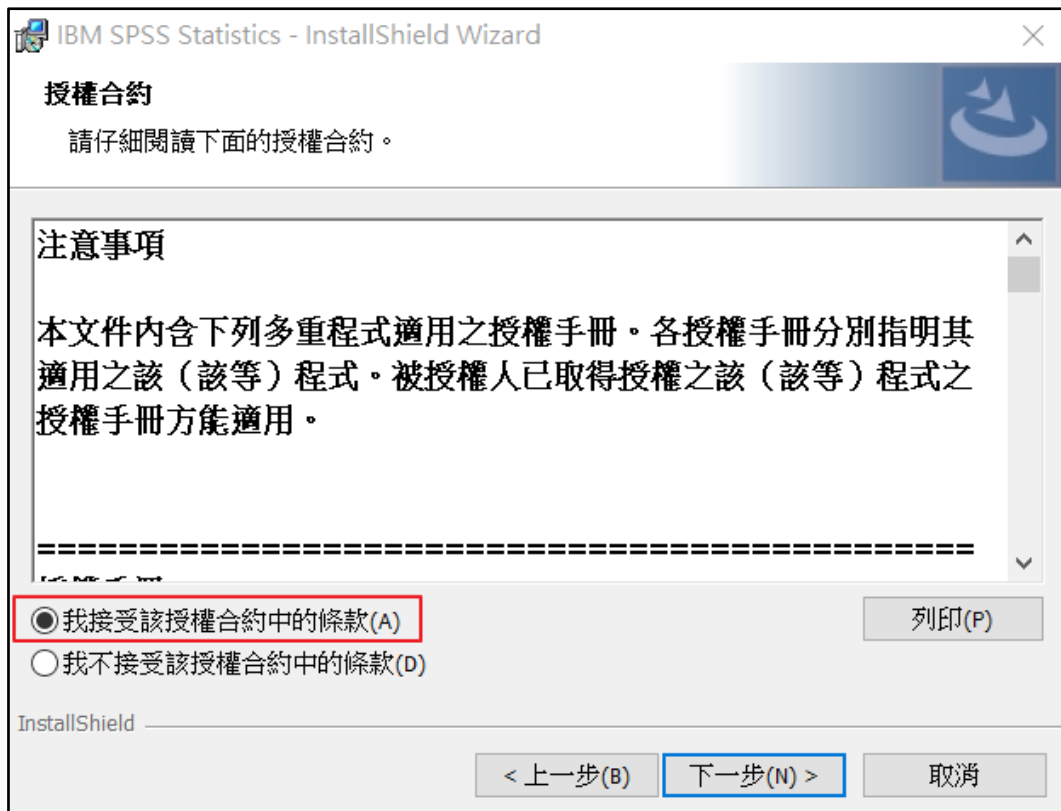 IBM SPSS Statistics - InstallShield Wizard
授權合約
請仔細閱讀下面的授權合約。
注意事項
本文件內含下列多重程式適用之授權手冊。各授權手冊分別指明其
適用之該（該等）程式。被授權人已取得授權之該（該等）程式之
授權手冊方能適用。
=================================================
我接受該授權合約中的條款(A)
列印(P)
我不接受該授權合約中的條款(D)
InstallShield
< 上一步(B)
下一步(N) >
取消